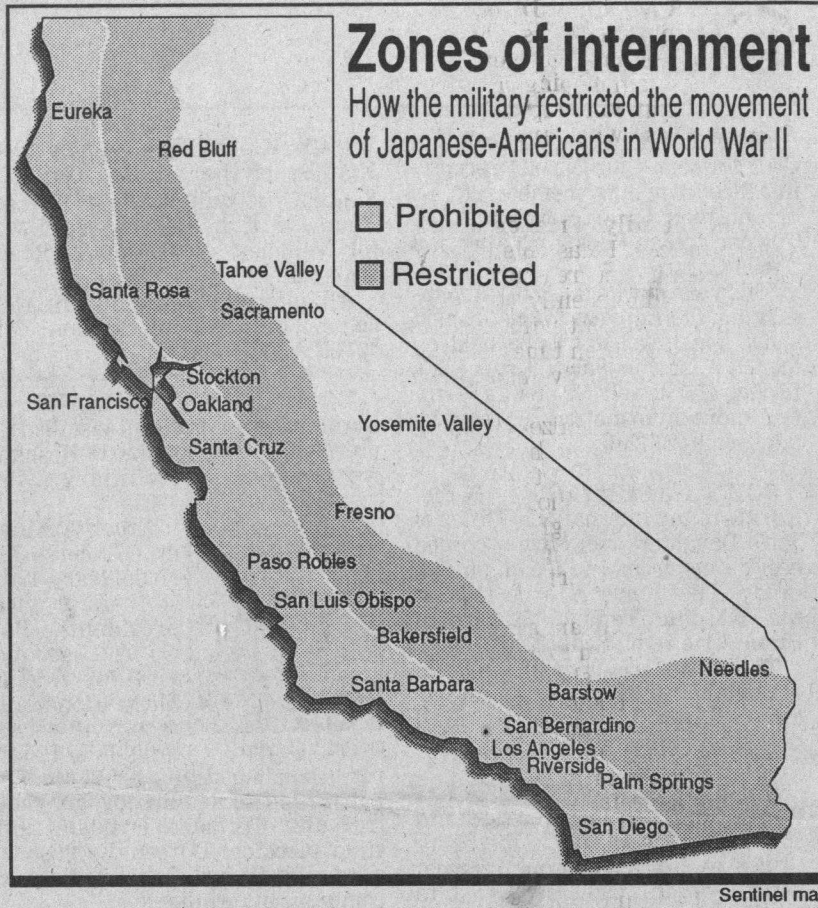 Zones of internment
How the military restricted the movement
of Japanese-Americans in World War II
Prohibited
Restricted
Eureka
Red Bluff
Tahoe Valley
Santa Rosa
Sacramento
Stockton
San Francisco
Oakland
Yosemite Valley
Santa Cruz
Fresno
Paso Robles
San Luis Obispo
Bakersfield
Needles
Santa Barbara
Barstow
San Bernardino
Los Angeles
Riverside
Palm Springs
San Diego
Sentinel